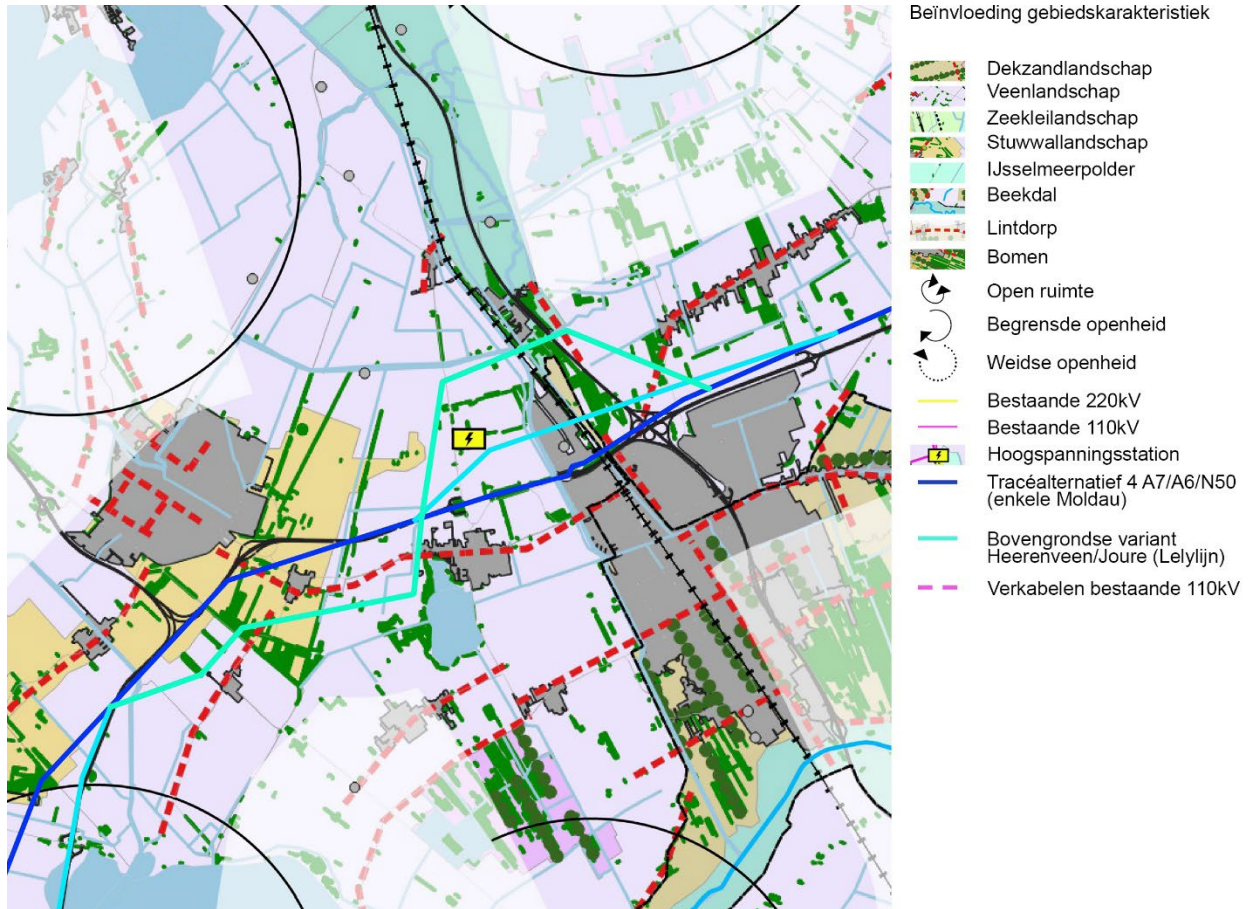 Beïnvloeding gebiedskarakteristiek
Dekzandlandschap
Veenlandschap
Zeekleilandschap
Stuwwallandschap
IJsselmeerpolder
Beekdal
Lintdorp
Bomen
Open ruimte
Begrensde openheid
Weidse openheid
Bestaande 220kV
Bestaande 110kV
Hoogspanningsstation
Tracéalternatief 4 A7/A6/N50
(enkele Moldau)
Bovengrondse variant
Heerenveen/Joure (Lelylijn)
Verkabelen bestaande 110kV